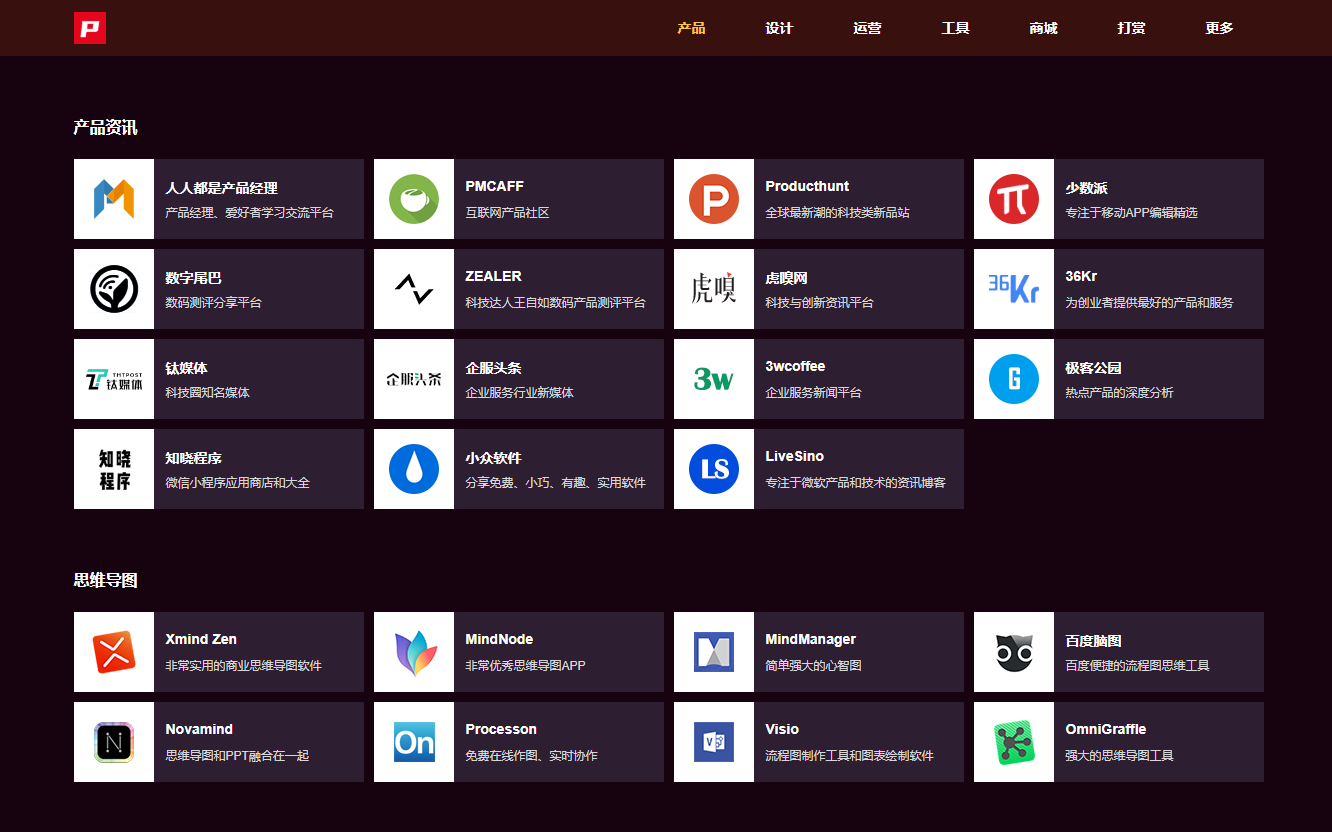 P
产品 设计 运营 工具 商城 打赏 更多
产品资讯
人人都是产品经理
产品经理、爱好者学习交流平台
PMCAFF
互联网产品社区
P
Producthunt
全球最新潮的科技类新品站
少数派
专注于移动APP编辑精选
数字尾巴
数码测评分享平台
ZEALER
科技达人王自如数码产品测评平台
虎嗅
虎嗅网
科技与创新资讯平台
36Kr
36Kr
为创业者提供最好的产品和服务
TMTPOST
钛媒体
钛媒体
科技圈知名媒体
企服头条
企服头条
企业服务行业新媒体
3w
3wcoffee
企业服务新闻平台
G
极客公园
热点产品的深度分析
知晓
程序
知晓程序
微信小程序应用商店和大全
小众软件
分享免费、小巧、有趣、实用软件
LS
LiveSino
专注于微软产品和技术的资讯博客
思维导图
Xmind Zen
非常实用的商业思维导图软件
MindNode
非常优秀思维导图APP
MindManager
简单强大的心智图
百度脑图
百度便捷的流程图思维工具
N
Novamind
思维导图和PPT融合在一起
On
Processon
免费在线作图、实时协作
V
Visio
流程图制作工具和图表绘制软件
OmniGraffle
强大的思维导图工具